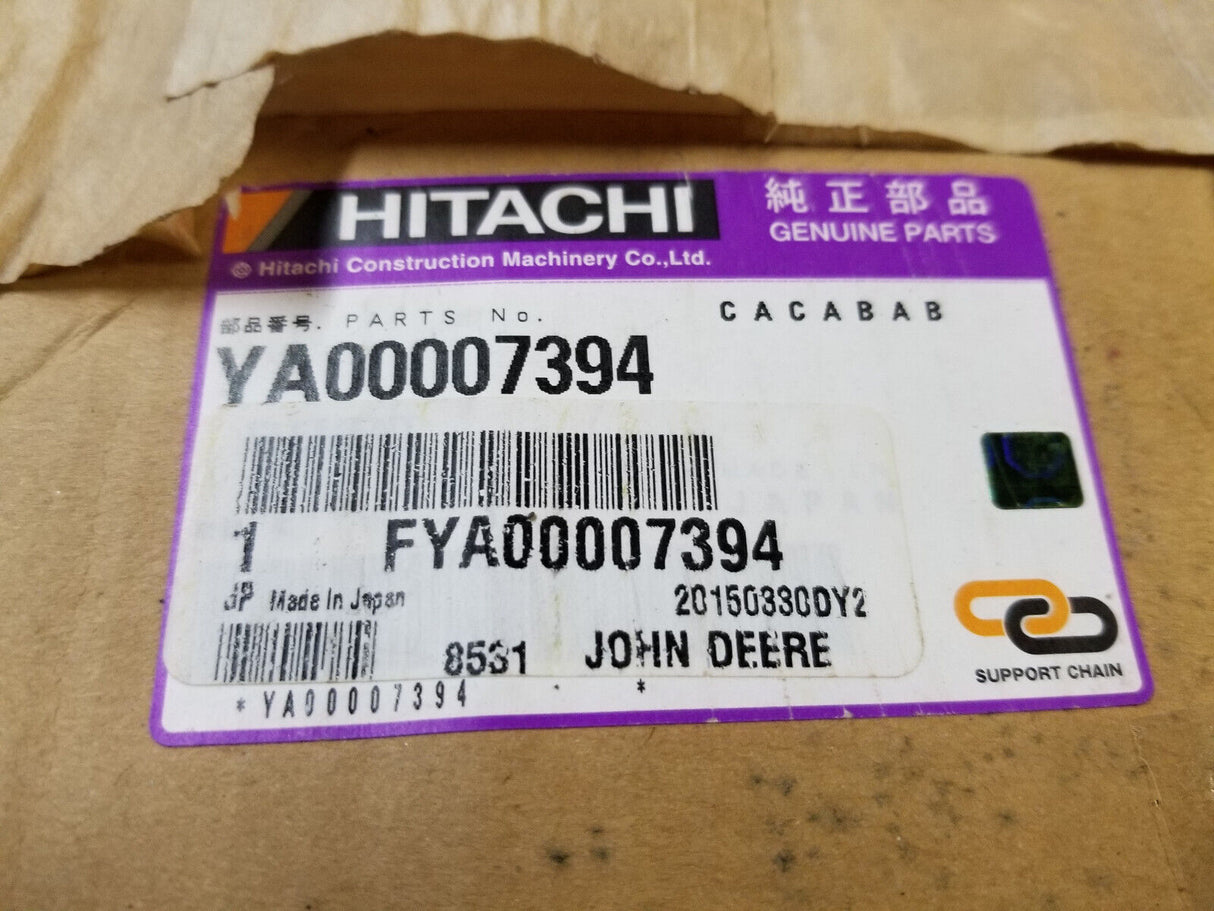 HITACHI
純正部品
GENUINE PARTS
© Hitachi Construction Machinery Co.,Ltd.
部品番号. PARTS No.
CACABAB
YA00007394
JAPAN
1 FYA00007394
JP Made In Japan 20150330DY2
8531 JOHN DEERE
*YA00007394 *
SUPPORT CHAIN